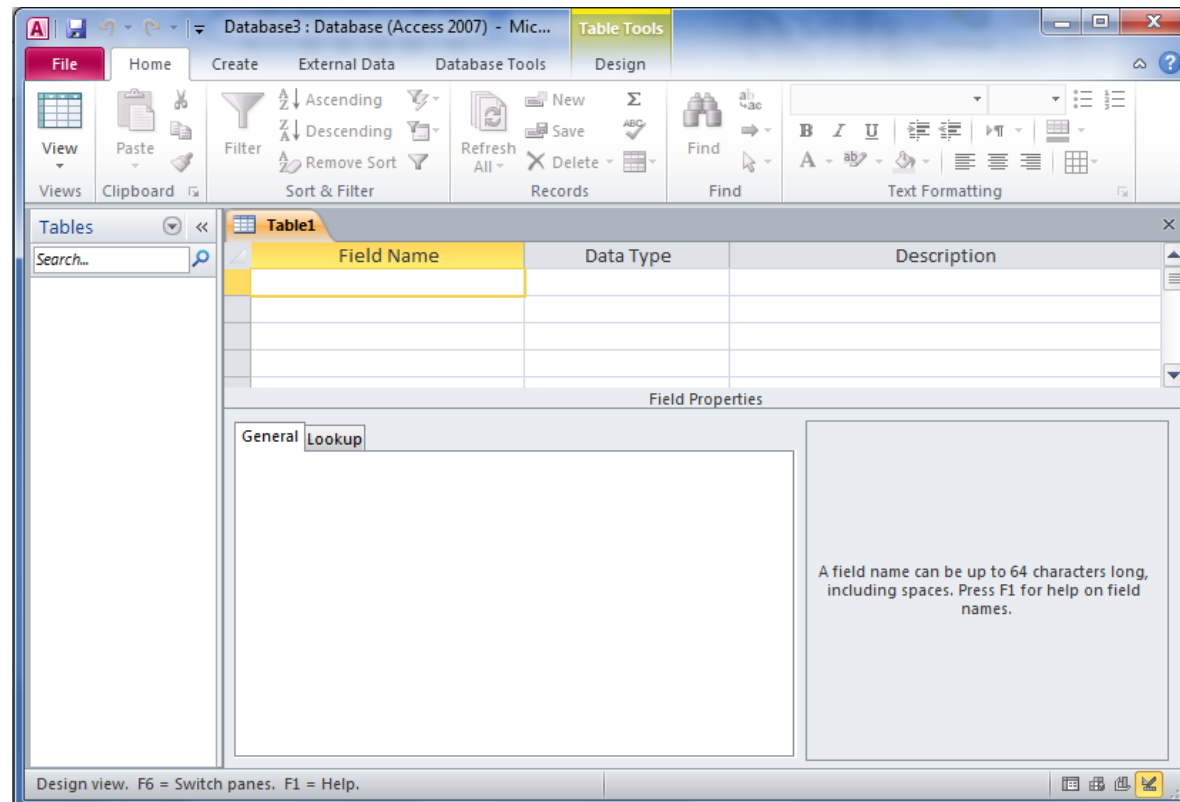 Database3 : Database (Access 2007) - Mic... Table Tools
File Home Create External Data Database Tools Design
View
Views
Paste
Clipboard
Filter
Ascending
Descending
Remove Sort
Sort & Filter
Refresh
All
New
Save
Delete
Records
Find
Find
B I U
A
Text Formatting
Tables
Search...
Table1
Field Name Data Type Description
Field Properties
General Lookup
A field name can be up to 64 characters long,
including spaces. Press F1 for help on field
names.
Design view. F6 = Switch panes. F1 = Help.